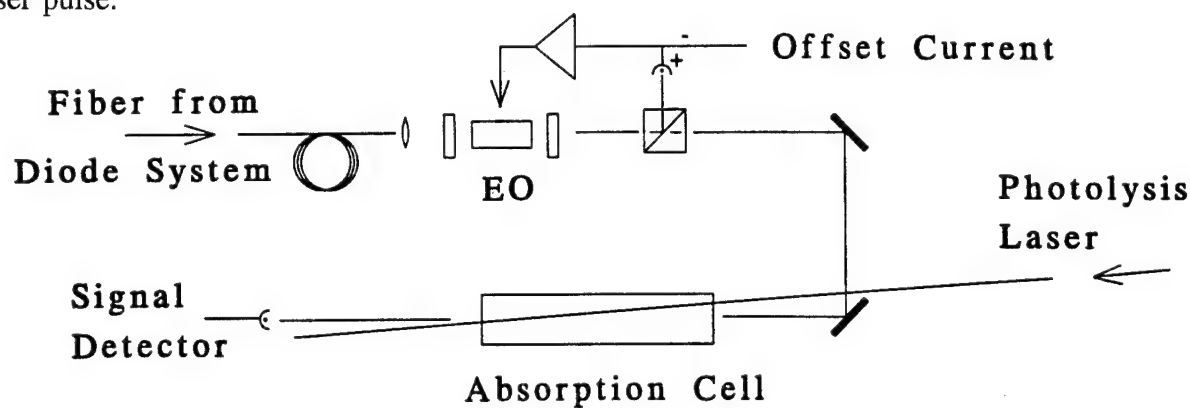 ser pulse.
- Offset Current
+
Fiber from
Diode System
EO
Photolysis
Laser
Signal
Detector
Absorption Cell